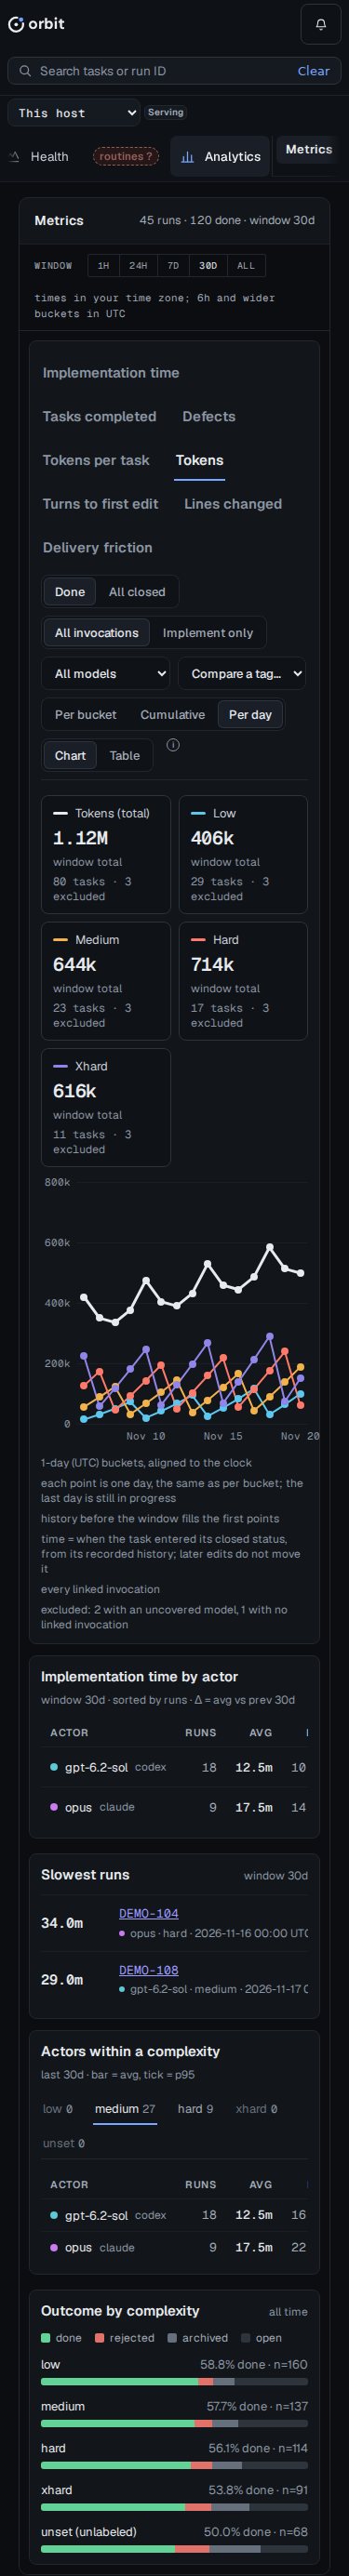 orbit
Search tasks or run ID Clear
This host Serving
Health routines ? Analytics Metrics
Metrics 45 runs · 120 done · window 30d
WINDOW 1H 24H 7D 30D ALL
times in your time zone; 6h and wider
buckets in UTC
Implementation time
Tasks completed Defects
Tokens per task Tokens
Turns to first edit Lines changed
Delivery friction
Done All closed
All invocations Implement only
All models Compare a tag…
Per bucket Cumulative Per day
Chart Table
Tokens (total) Low
1.12M 406k
window total window total
80 tasks · 3 29 tasks · 3
excluded excluded
Medium Hard
644k 714k
window total window total
23 tasks · 3 17 tasks · 3
excluded excluded
Xhard
616k
window total
11 tasks · 3
excluded
800k
600k
400k
200k
0
Nov 10 Nov 15 Nov 20
1-day (UTC) buckets, aligned to the clock
each point is one day, the same as per bucket; the
last day is still in progress
history before the window fills the first points
time = when the task entered its closed status,
from its recorded history; later edits do not move
it
every linked invocation
excluded: 2 with an uncovered model, 1 with no
linked invocation
Implementation time by actor
window 30d · sorted by runs · Δ = avg vs prev 30d
ACTOR RUNS AVG
gpt-6.2-sol codex 18 12.5m 10
opus claude 9 17.5m 14
Slowest runs window 30d
34.0m DEMO-104
opus · hard · 2026-11-16 00:00 UTC
29.0m DEMO-108
gpt-6.2-sol · medium · 2026-11-17
Actors within a complexity
last 30d · bar = avg, tick = p95
low 0 medium 27 hard 9 xhard 0
unset 0
ACTOR RUNS AVG
gpt-6.2-sol codex 18 12.5m 16
opus claude 9 17.5m 22
Outcome by complexity all time
done rejected archived open
low 58.8% done · n=160
medium 57.7% done · n=137
hard 56.1% done · n=114
xhard 53.8% done · n=91
unset (unlabeled) 50.0% done · n=68